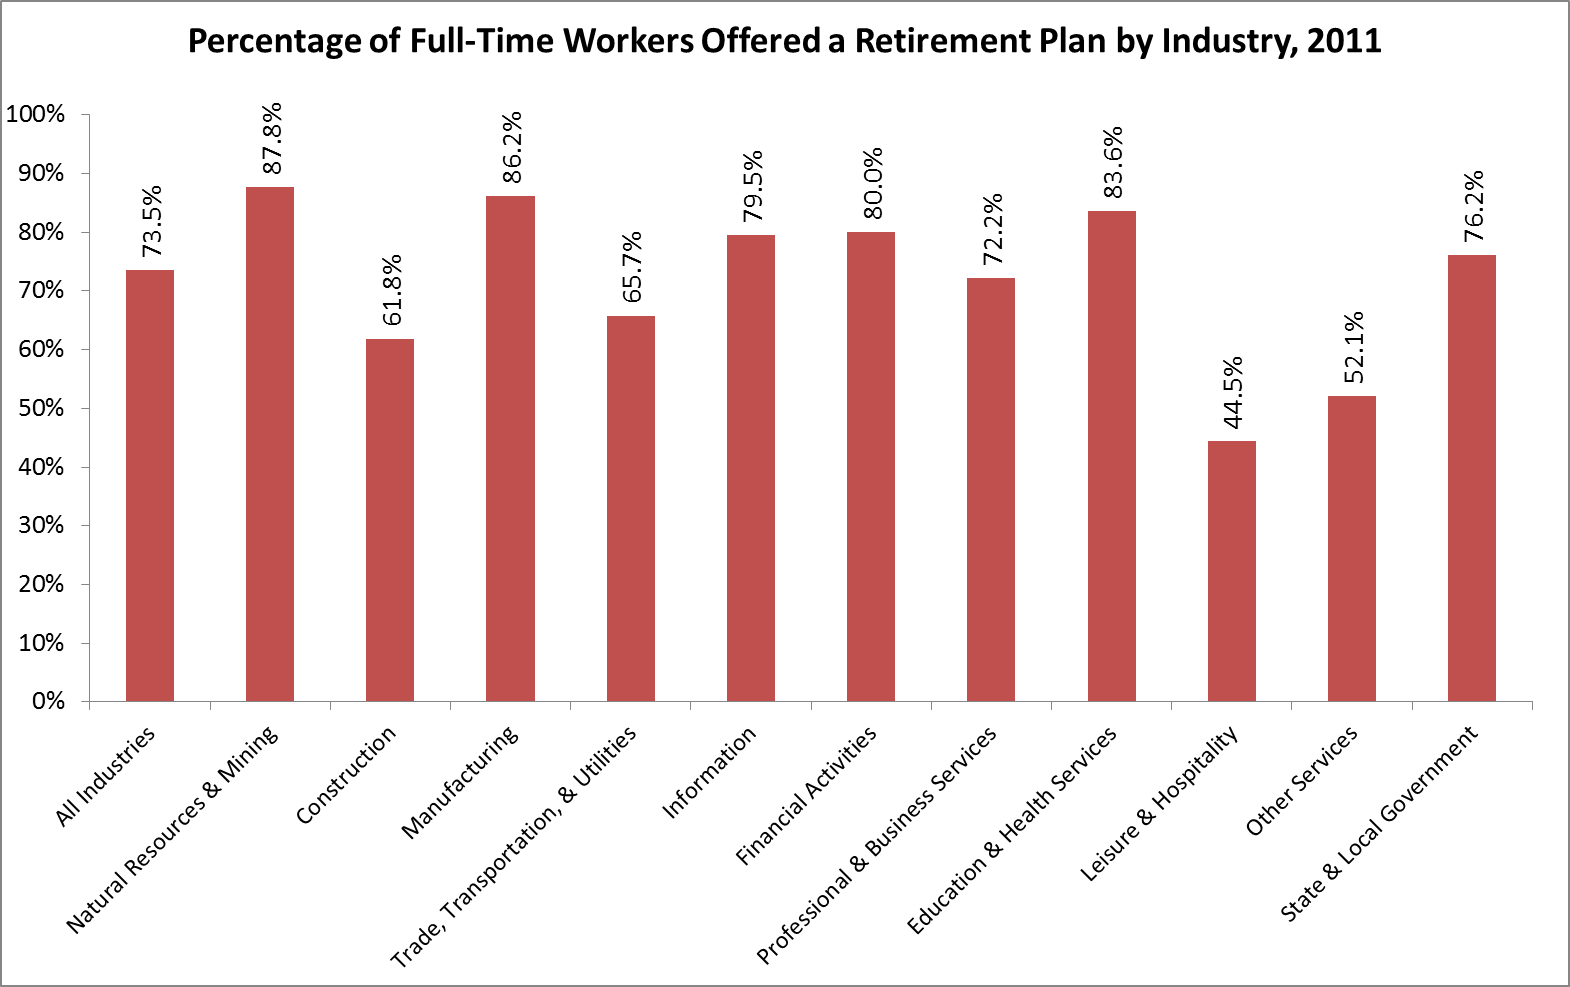 Percentage of Full-Time Workers Offered a Retirement Plan by Industry, 2011
100%
90%
80%
70%
60%
50%
40%
30%
20%
10%
0%
73.5%
87.8%
61.8%
86.2%
65.7%
79.5%
80.0%
72.2%
83.6%
44.5%
52.1%
76.2%
All Industries
Natural Resources & Mining
Construction
Manufacturing
Trade, Transportation, & Utilities
Information
Financial Activities
Professional & Business Services
Education & Health Services
Leisure & Hospitality
Other Services
State & Local Government